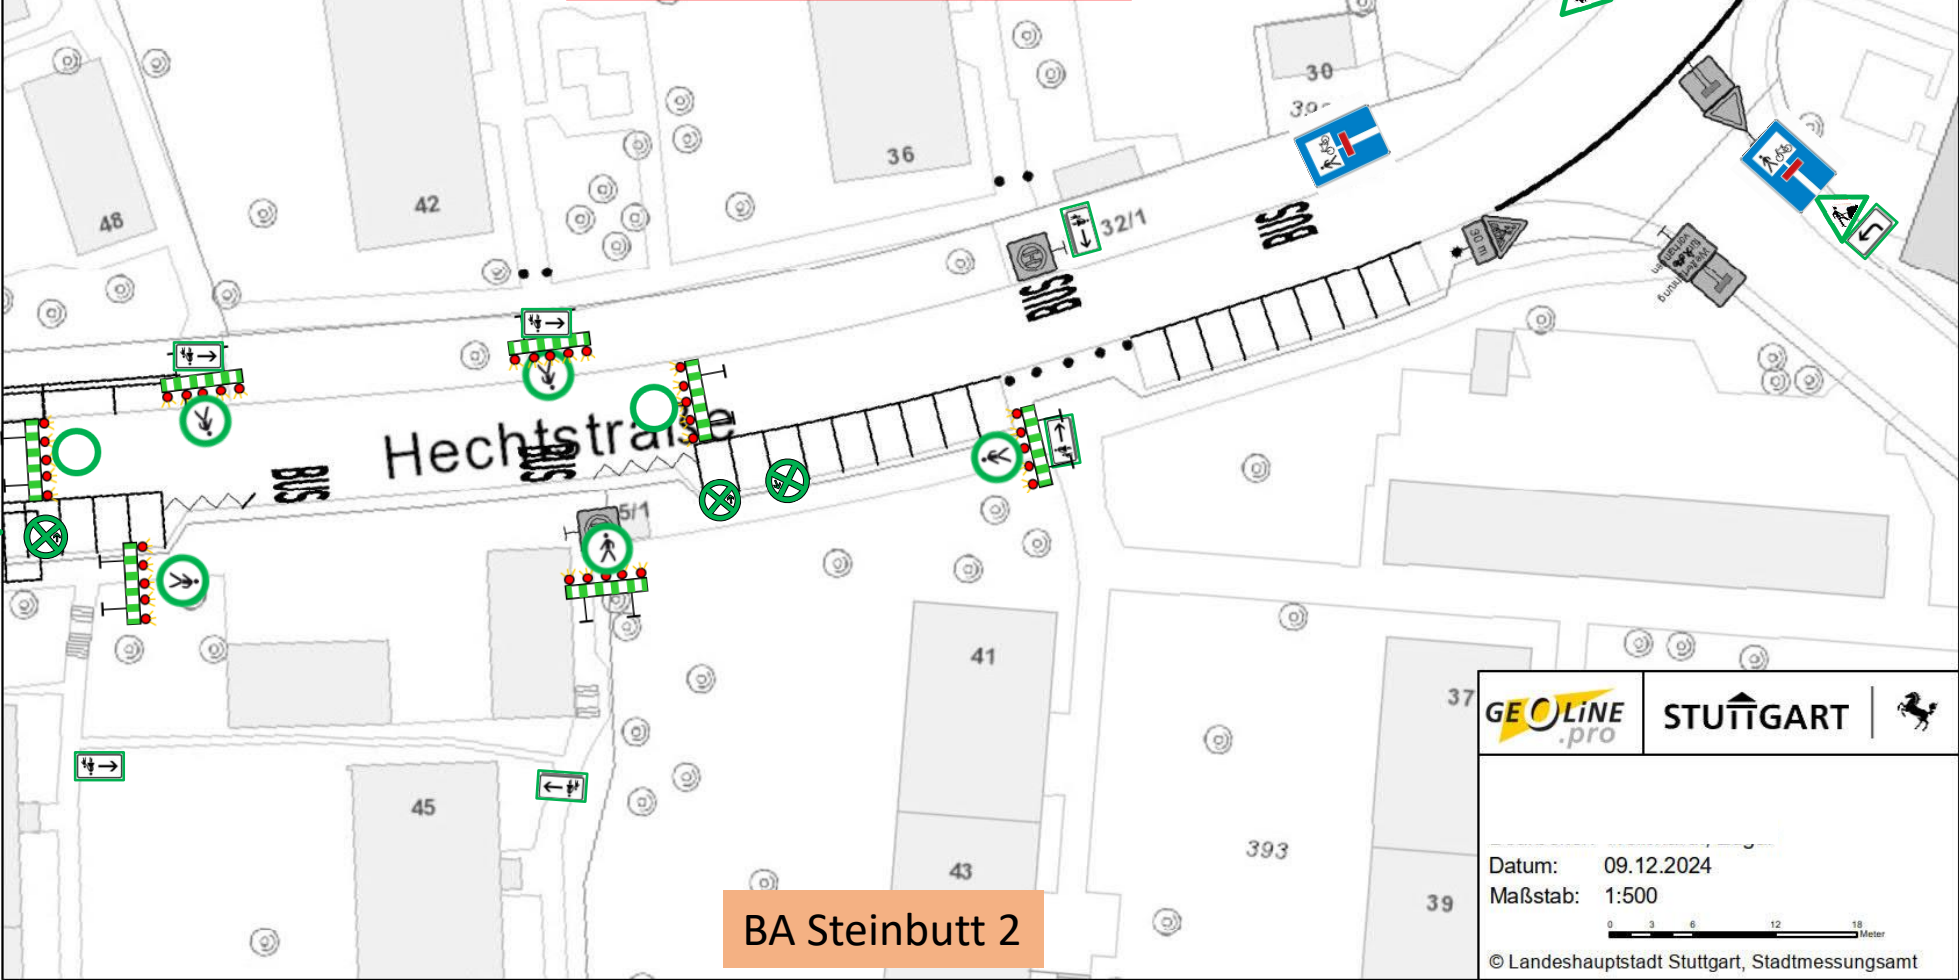 30
39
36
48
42
32/1
BUS
H
30 m
BUS
Hechtstraße
BUS
BUS
5/1
41
37
GEOLiNE
.pro
STUTTGART
45
393
43
39
Datum: 09.12.2024
Maßstab: 1:500
0 3 6 12 18
Meter
BA Steinbutt 2
© Landeshauptstadt Stuttgart, Stadtmessungsamt